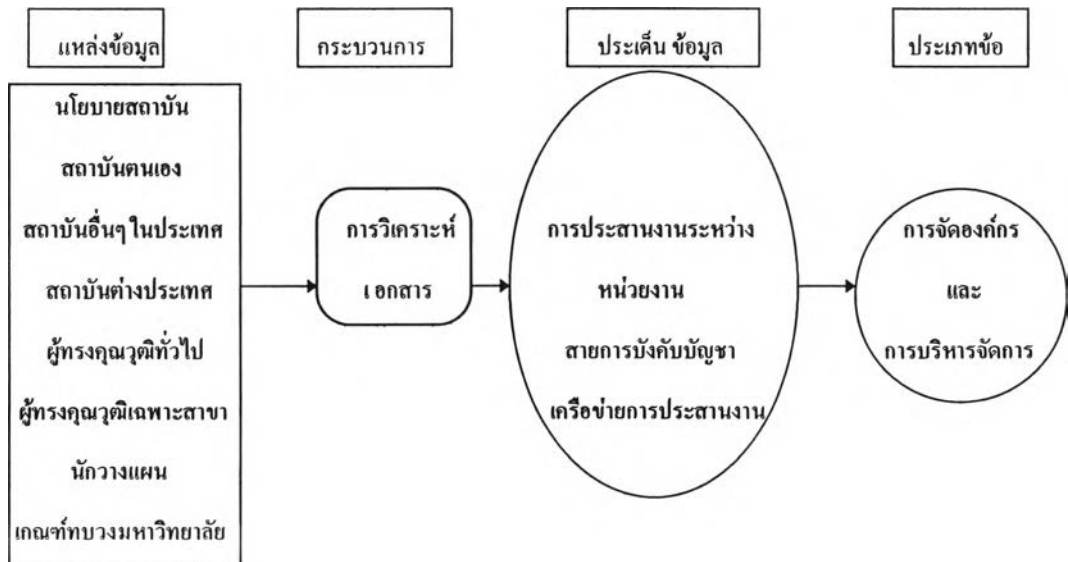 แหล่งข้อมูล
กระบวนการ
ประเด็น ข้อมูล
ประเภทข้อ
นโยบายสถาบัน
สถาบันตนเอง
สถาบันอื่นๆ ในประเทศ
สถาบันต่างประเทศ
ผู้ทรงคุณวุฒิทั่วไป
ผู้ทรงคุณวุฒิเฉพาะสาขา
นักวางแผน
เกณฑ์ทบวงมหาวิทยาลัย
การวิเคราะห์
เอกสาร
การประสานงานระหว่าง
หน่วยงาน
สายการบังคับบัญชา
เครือข่ายการประสานงาน
การจัดองค์กร
และ
การบริหารจัดการ